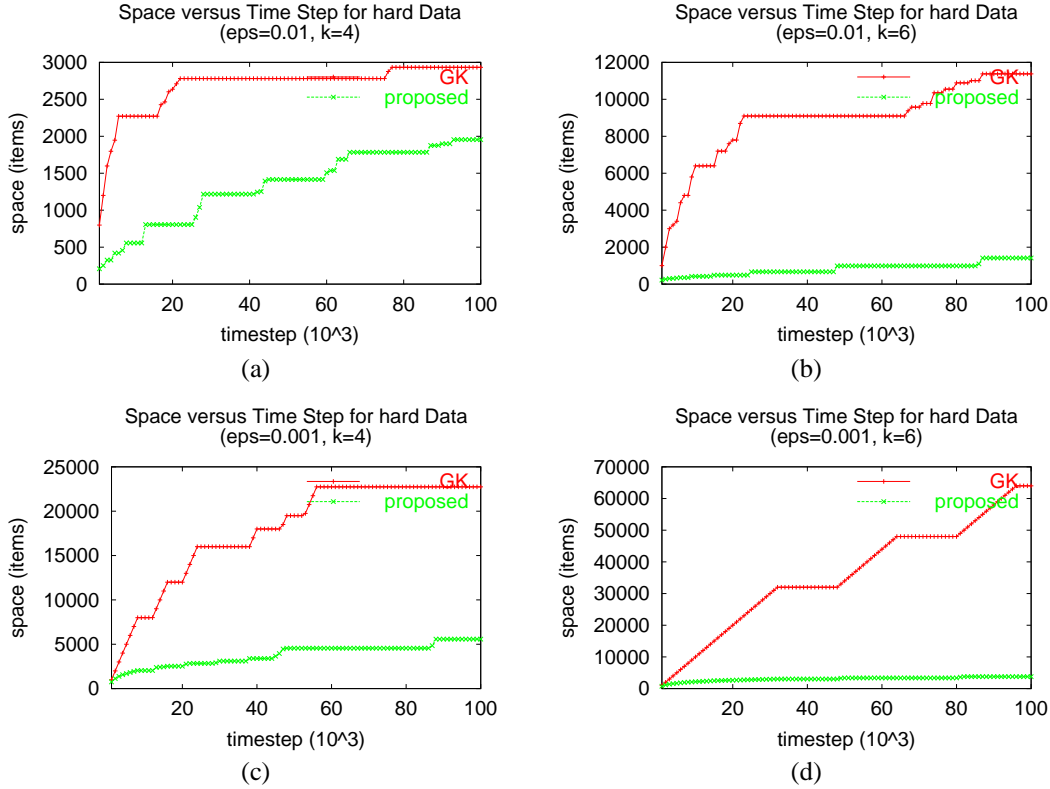 Space versus Time Step for hard Data
(eps=0.01, k=4)
3000
2500
2000
1500
1000
500
0
space (items)
GK
proposed
20
40
60
80
100
timestep (10^3)
(a)
Space versus Time Step for hard Data
(eps=0.01, k=6)
12000
10000
8000
6000
4000
2000
0
space (items)
GK
proposed
20
40
60
80
100
timestep (10^3)
(b)
Space versus Time Step for hard Data
(eps=0.001, k=4)
25000
20000
15000
10000
5000
0
space (items)
GK
proposed
20
40
60
80
100
timestep (10^3)
(c)
Space versus Time Step for hard Data
(eps=0.001, k=6)
70000
60000
50000
40000
30000
20000
10000
0
space (items)
GK
proposed
20
40
60
80
100
timestep (10^3)
(d)